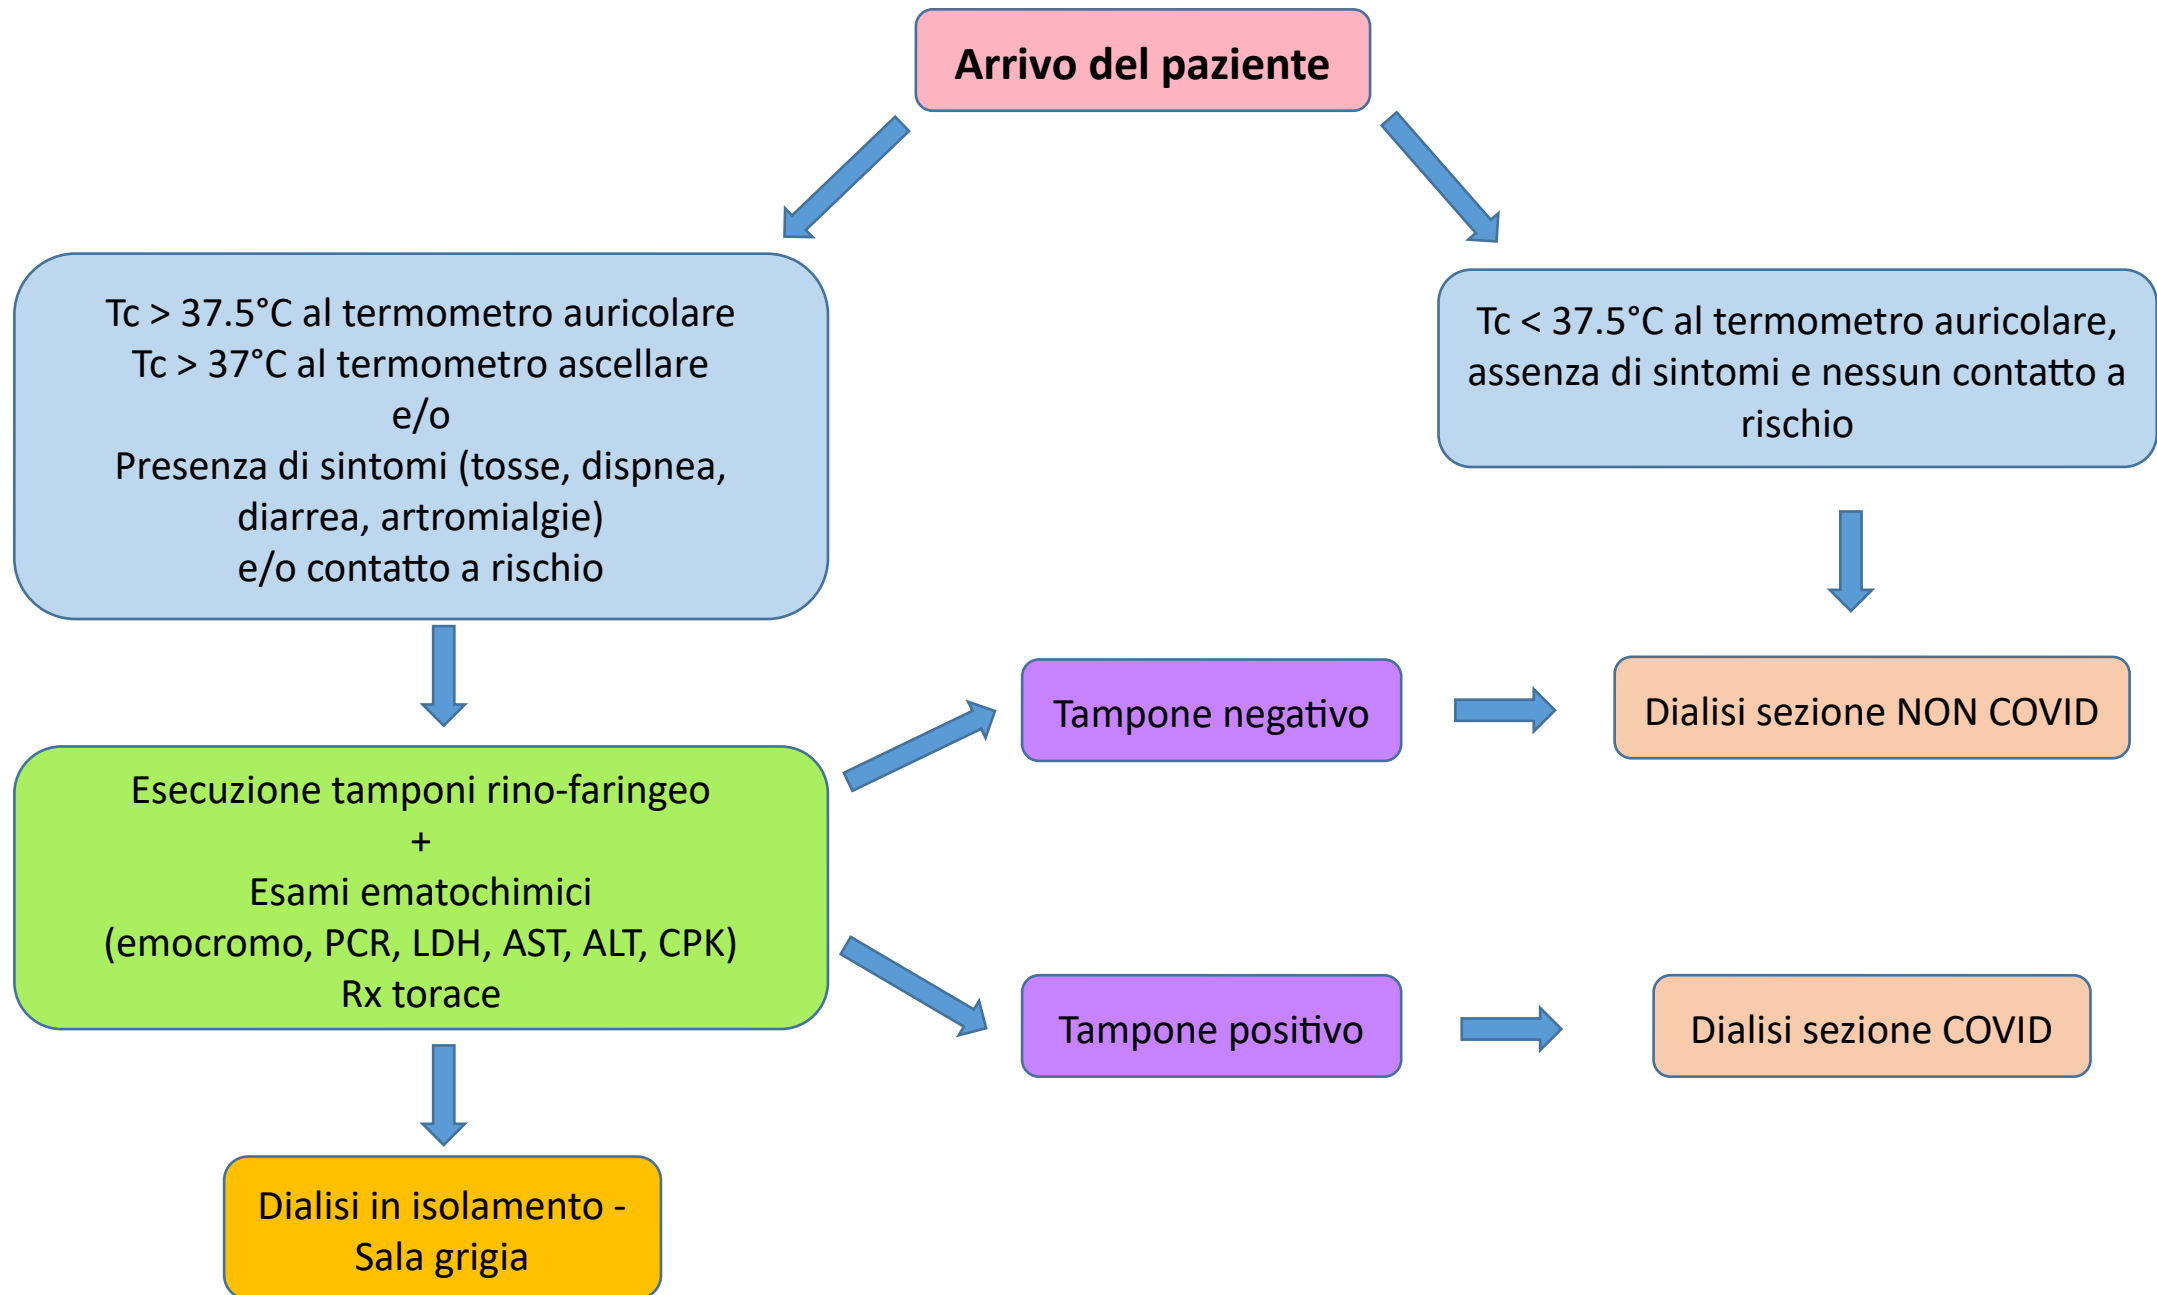 Arrivo del paziente
Tc > 37.5°C al termometro auricolare
Tc > 37°C al termometro ascellare
e/o
Presenza di sintomi (tosse, dispnea,
diarrea, artromialgie)
e/o contatto a rischio
Tc < 37.5°C al termometro auricolare,
assenza di sintomi e nessun contatto a
rischio
Esecuzione tamponi rino-faringeo
+
Esami ematochimici
(emocromo, PCR, LDH, AST, ALT, CPK)
Rx torace
Tampone negativo
Dialisi sezione NON COVID
Tampone positivo
Dialisi sezione COVID
Dialisi in isolamento -
Sala grigia